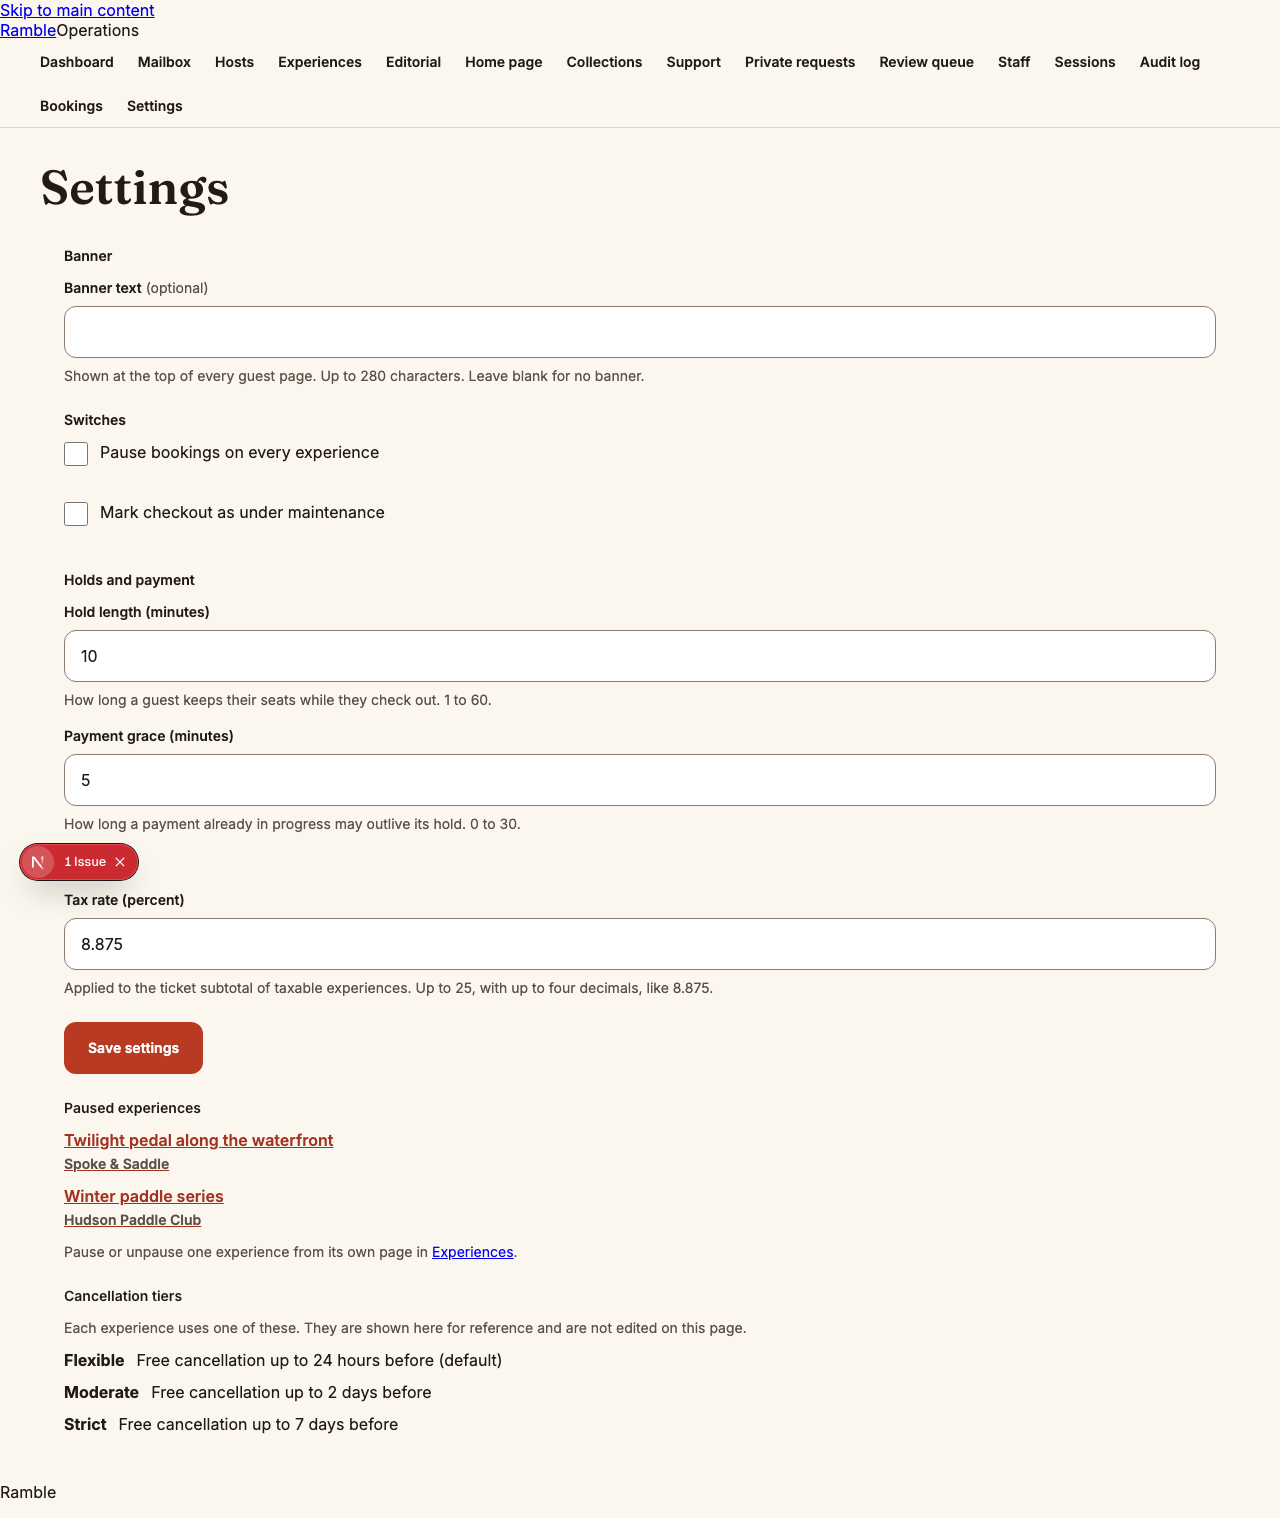 Skip to main content
RambleOperations
Dashboard Mailbox Hosts Experiences Editorial Home page Collections Support Private requests Review queue Staff Sessions Audit log
Bookings Settings
Settings
Banner
Banner text (optional)
Shown at the top of every guest page. Up to 280 characters. Leave blank for no banner.
Switches
Pause bookings on every experience
Mark checkout as under maintenance
Holds and payment
Hold length (minutes)
10
How long a guest keeps their seats while they check out. 1 to 60.
Payment grace (minutes)
5
How long a payment already in progress may outlive its hold. 0 to 30.
N 1 Issue
Tax rate (percent)
8.875
Applied to the ticket subtotal of taxable experiences. Up to 25, with up to four decimals, like 8.875.
Save settings
Paused experiences
Twilight pedal along the waterfront
Spoke & Saddle
Winter paddle series
Hudson Paddle Club
Pause or unpause one experience from its own page in Experiences.
Cancellation tiers
Each experience uses one of these. They are shown here for reference and are not edited on this page.
Flexible Free cancellation up to 24 hours before (default)
Moderate Free cancellation up to 2 days before
Strict Free cancellation up to 7 days before
Ramble